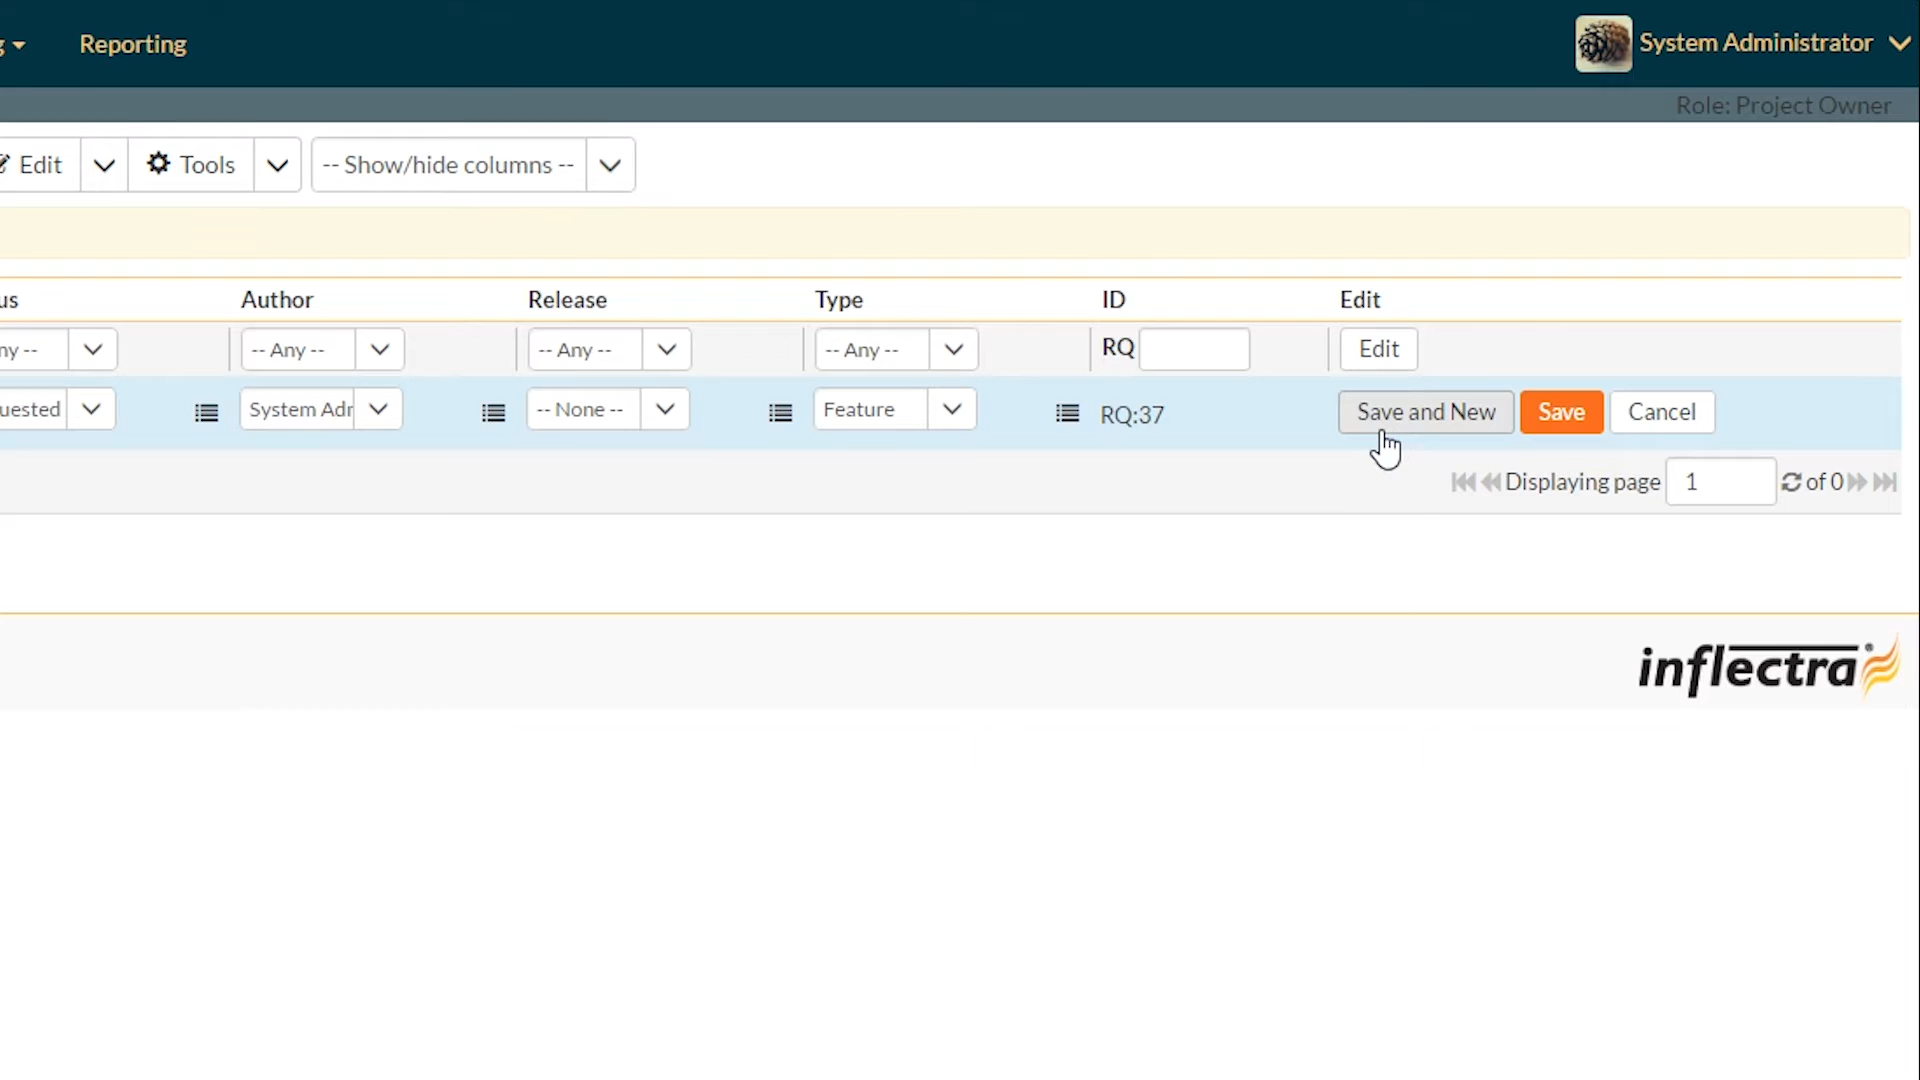 Reporting
System Administrator
Role: Project Owner
Edit
Tools
-- Show/hide columns --
Author
Release
Type
ID
Edit
-- Any --
-- Any --
-- Any --
RQ
Edit
System Adr
-- None --
Feature
RQ:37
Save and New
Save
Cancel
Displaying page 1 of 0
inflectra®